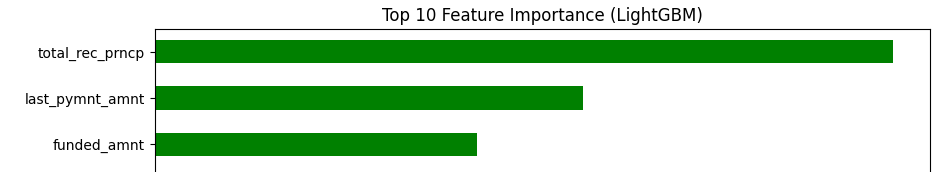 Top 10 Feature Importance (LightGBM)
total_rec_prncp
last_pymnt_amnt
funded_amnt